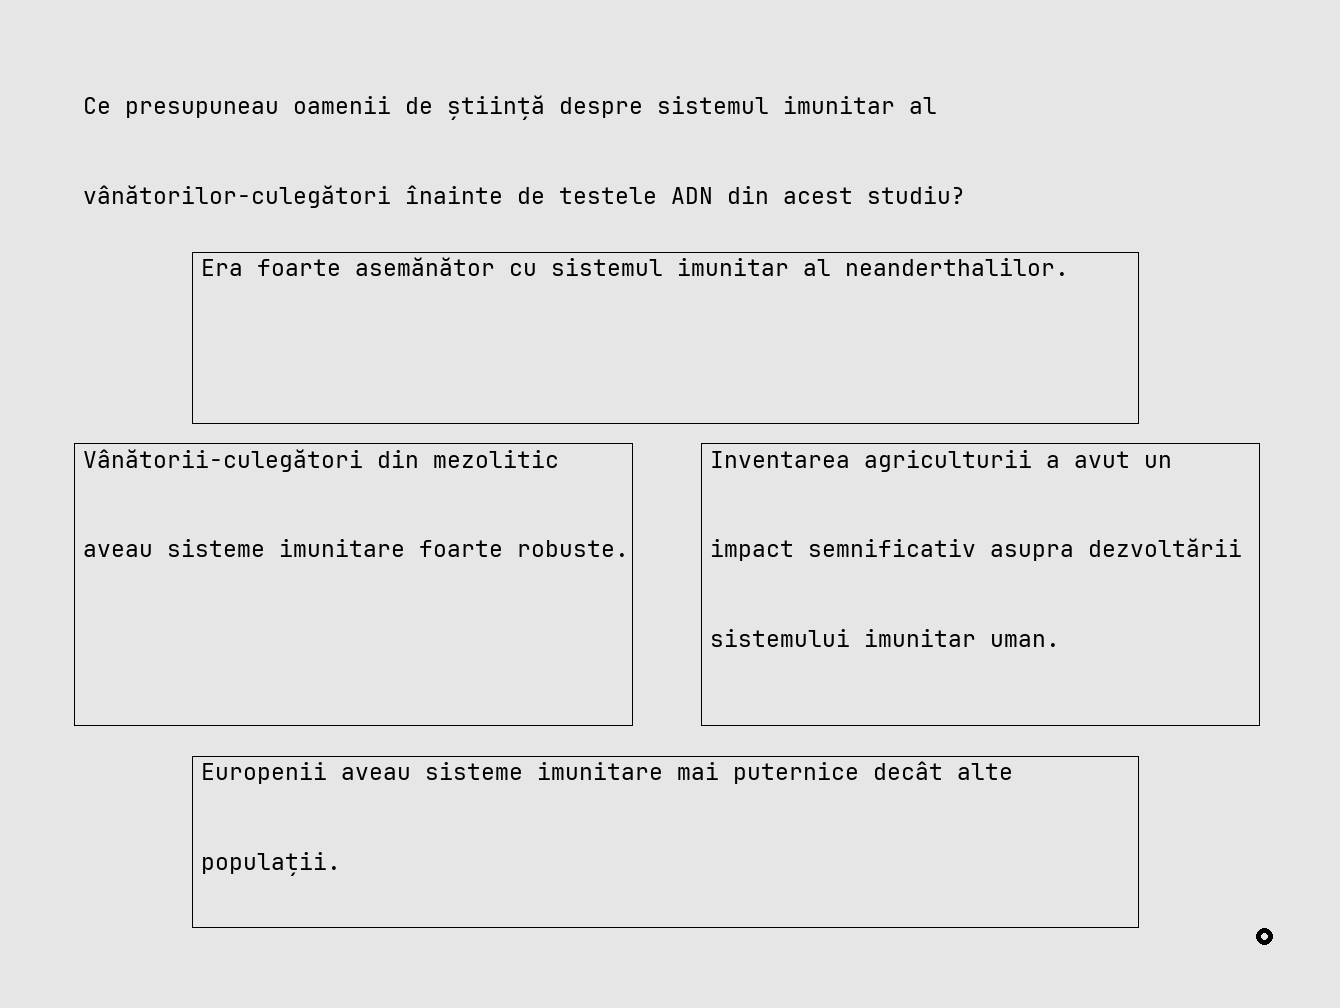 Ce presupuneau oamenii de știință despre sistemul imunitar al
vânătorilor-culegători înainte de testele ADN din acest studiu?
Era foarte asemănător cu sistemul imunitar al neanderthalilor.
Vânătorii-culegători din mezolitic
aveau sisteme imunitare foarte robuste.
Inventarea agriculturii a avut un
impact semnificativ asupra dezvoltării
sistemului imunitar uman.
Europenii aveau sisteme imunitare mai puternice decât alte
populații.